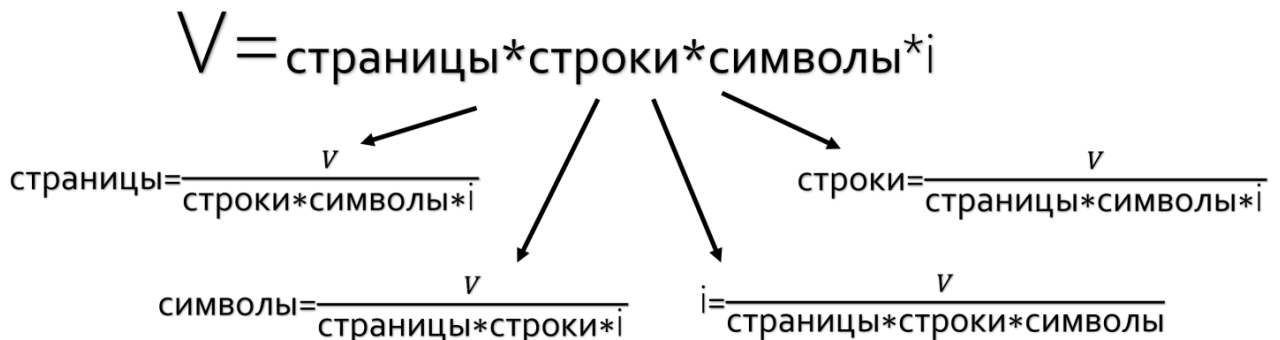 V=страницы*строки*символы*i
страницы=V/строки*символы*i
строки=V/страницы*символы*i
символы=V/страницы*строки*i
i=V/страницы*строки*символы